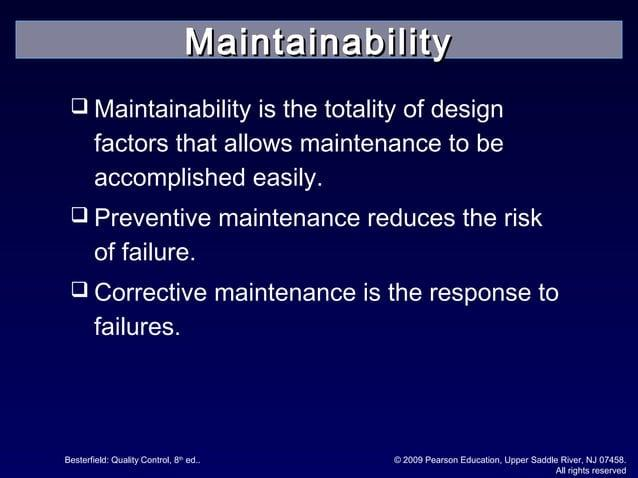 Maintainability
❑ Maintainability is the totality of design
factors that allows maintenance to be
accomplished easily.
❑ Preventive maintenance reduces the risk
of failure.
❑ Corrective maintenance is the response to
failures.
Besterfield: Quality Control, 8th ed..
© 2009 Pearson Education, Upper Saddle River, NJ 07458.
All rights reserved